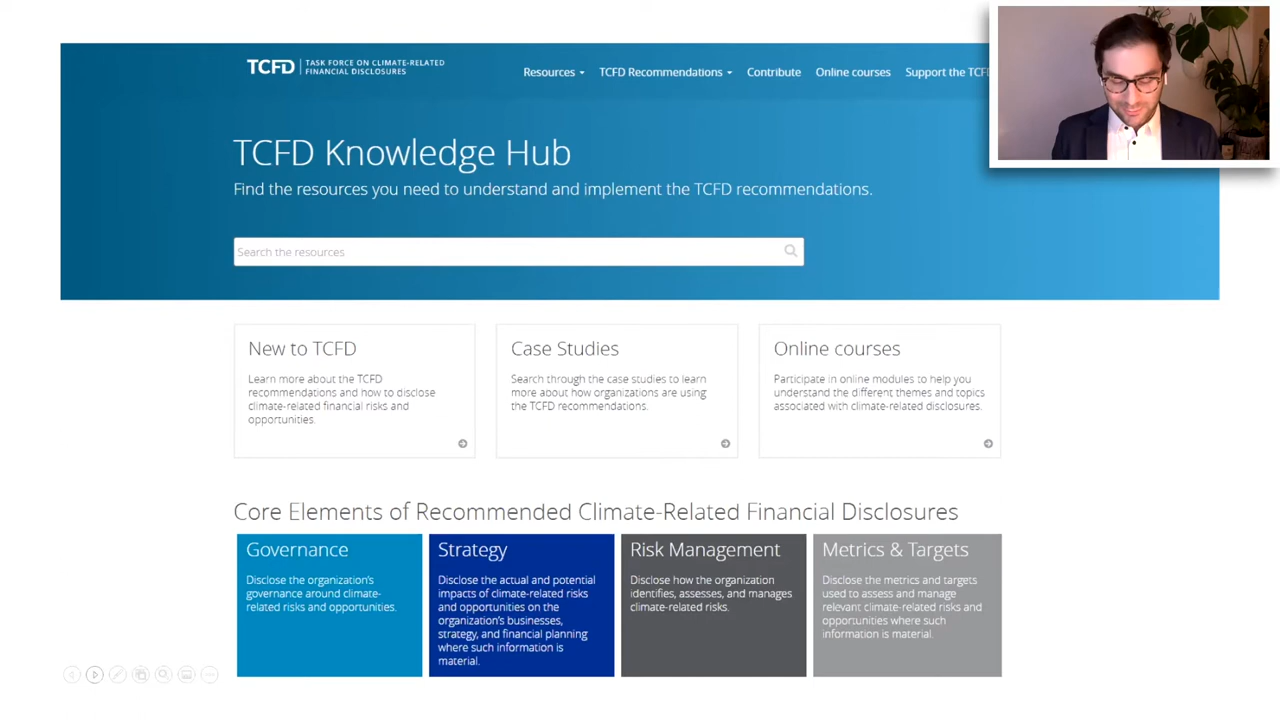 TCFD
TASK FORCE ON CLIMATE-RELATED
FINANCIAL DISCLOSURES
Resources
TCFD Recommendations
Contribute
Online courses
Support the TCFD
TCFD Knowledge Hub
Find the resources you need to understand and implement the TCFD recommendations.
Search the resources
New to TCFD
Learn more about the TCFD
recommendations and how to disclose
climate-related financial risks and
opportunities.
Case Studies
Search through the case studies to learn
more about how organizations are using
the TCFD recommendations.
Online courses
Participate in online modules to help you
understand the different themes and topics
associated with climate-related disclosures.
Core Elements of Recommended Climate-Related Financial Disclosures
Governance
Disclose the organization's
governance around climate-
related risks and opportunities.
Strategy
Disclose the actual and potential
impacts of climate-related risks
and opportunities on the
organization's businesses,
strategy, and financial planning
where such information is
material.
Risk Management
Disclose how the organization
identifies, assesses, and manages
climate-related risks.
Metrics & Targets
Disclose the metrics and targets
used to assess and manage
relevant climate-related risks and
opportunities where such
information is material.